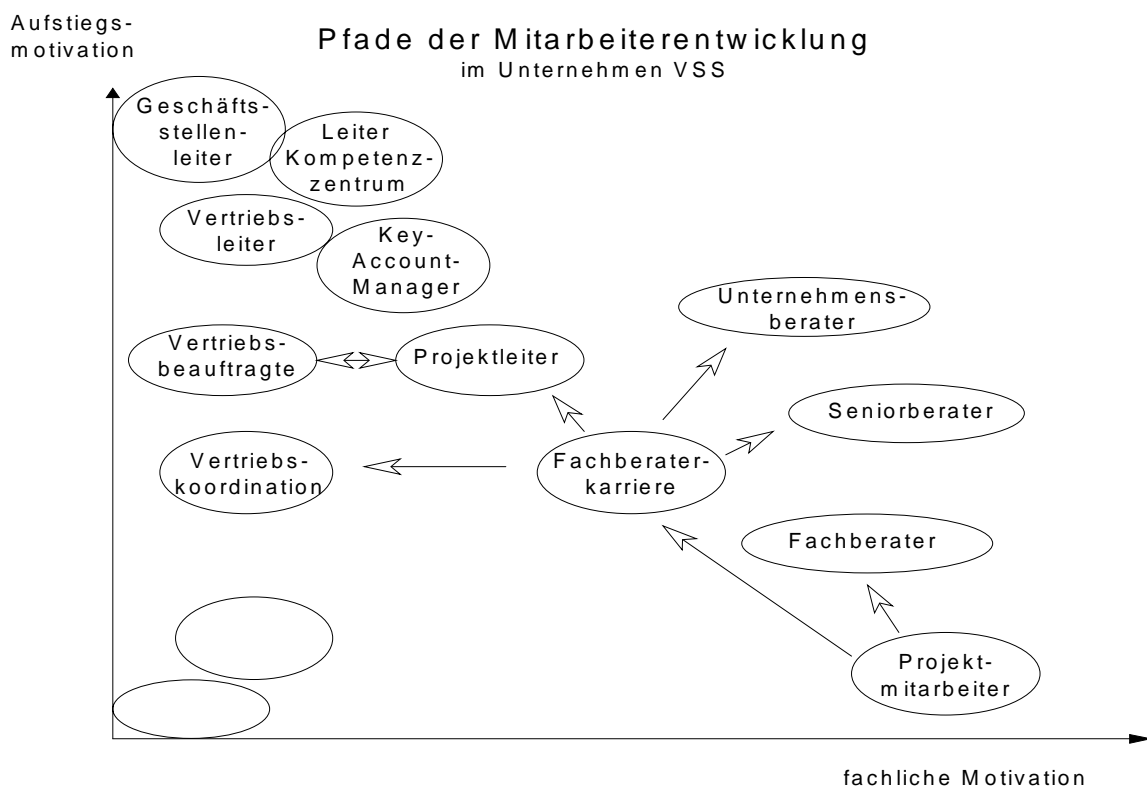 Aufstiegs-
motivation
Pfade der Mitarbeiterentwicklung
im Unternehmen VSS
Geschäfts-
stellen-
leiter
Leiter
Kompetenz-
zentrum
Vertriebs-
leiter
Key-
Account-
Manager
Unternehmens-
berater
Vertriebs-
beauftragte
Projektleiter
Seniorberater
Vertriebs-
koordination
Fachberater-
karriere
Fachberater
Projekt-
mitarbeiter
fachliche Motivation